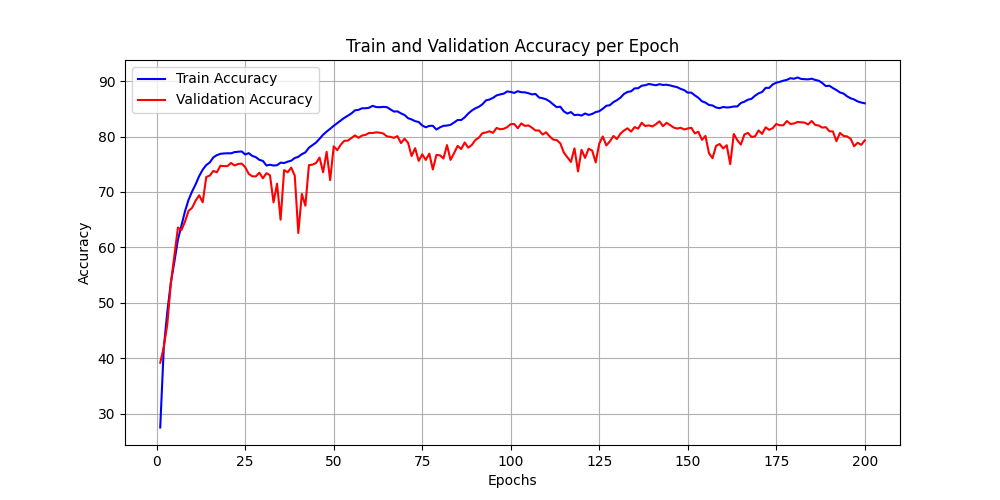 Train and Validation Accuracy per Epoch
Train Accuracy
Validation Accuracy
90
80
70
60
50
40
30
Accuracy
0 25 50 75 100 125 150 175 200
Epochs